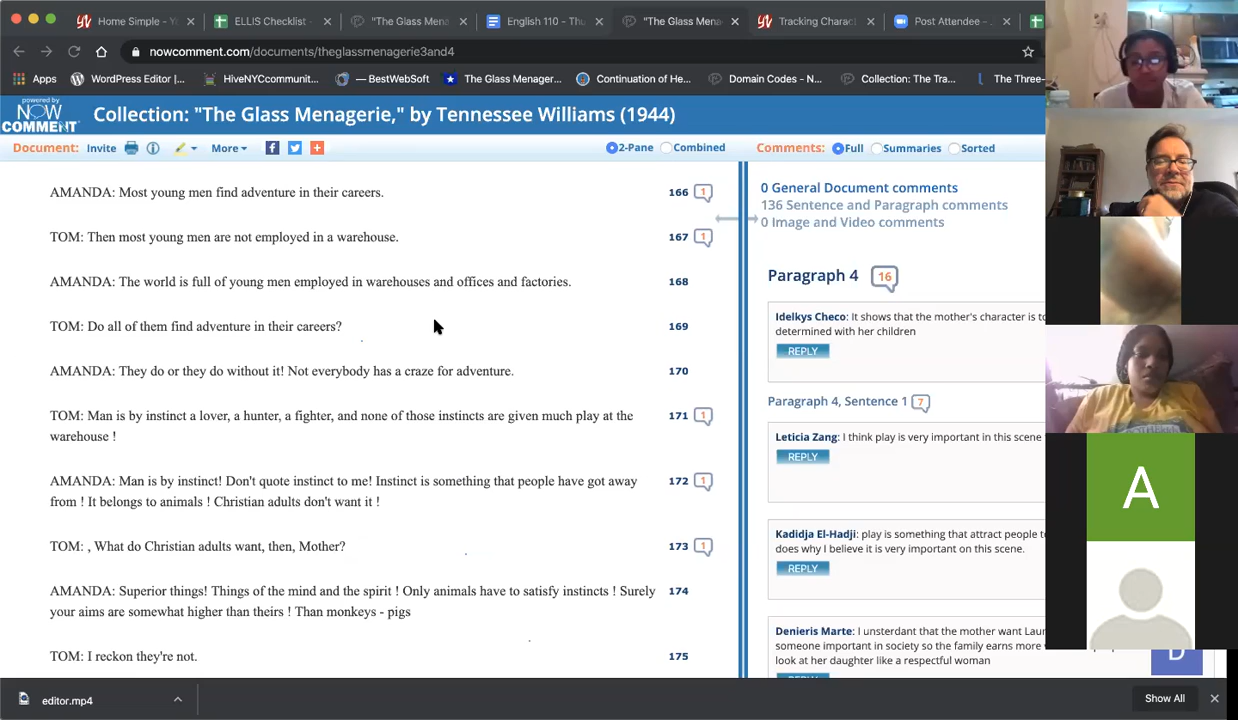 Home Simple - Y
ELLIS Checklist -
"The Glass Mena
English 110 - Thu
"The Glass Mena
Tracking Charac
Post Attendee –
nowcomment.com/documents/theglassmenagerie3and4
Apps
WordPress Editor |...
HiveNYCcommunit...
— BestWebSoft
The Glass Menager...
Continuation of He...
Domain Codes - N...
Collection: The Tra...
The Three-
powered by
NOW
COMMENT™
Collection: "The Glass Menagerie," by Tennessee Williams (1944)
Document:
Invite
More
2-Pane
Combined
Comments:
Full
Summaries
Sorted
AMANDA: Most young men find adventure in their careers.
166
1
TOM: Then most young men are not employed in a warehouse.
167
1
AMANDA: The world is full of young men employed in warehouses and offices and factories.
168
TOM: Do all of them find adventure in their careers?
169
AMANDA: They do or they do without it! Not everybody has a craze for adventure.
170
TOM: Man is by instinct a lover, a hunter, a fighter, and none of those instincts are given much play at the
warehouse !
171
1
AMANDA: Man is by instinct! Don't quote instinct to me! Instinct is something that people have got away
from ! It belongs to animals ! Christian adults don't want it !
172
1
TOM: , What do Christian adults want, then, Mother?
173
1
AMANDA: Superior things! Things of the mind and the spirit ! Only animals have to satisfy instincts ! Surely
your aims are somewhat higher than theirs ! Than monkeys - pigs
174
TOM: I reckon they're not.
175
0 General Document comments
136 Sentence and Paragraph comments
0 Image and Video comments
Paragraph 4
16
Idelkys Checo: It shows that the mother's character is to
determined with her children
REPLY
Paragraph 4, Sentence 1
7
Leticia Zang: I think play is very important in this scene
REPLY
Kadidja El-Hadji: play is something that attract people to
does why I believe it is very important on this scene.
REPLY
Denieris Marte: I unsterdant that the mother want Laur
someone important in society so the family earns more
look at her daughter like a respectful woman
A
D
editor.mp4
Show All